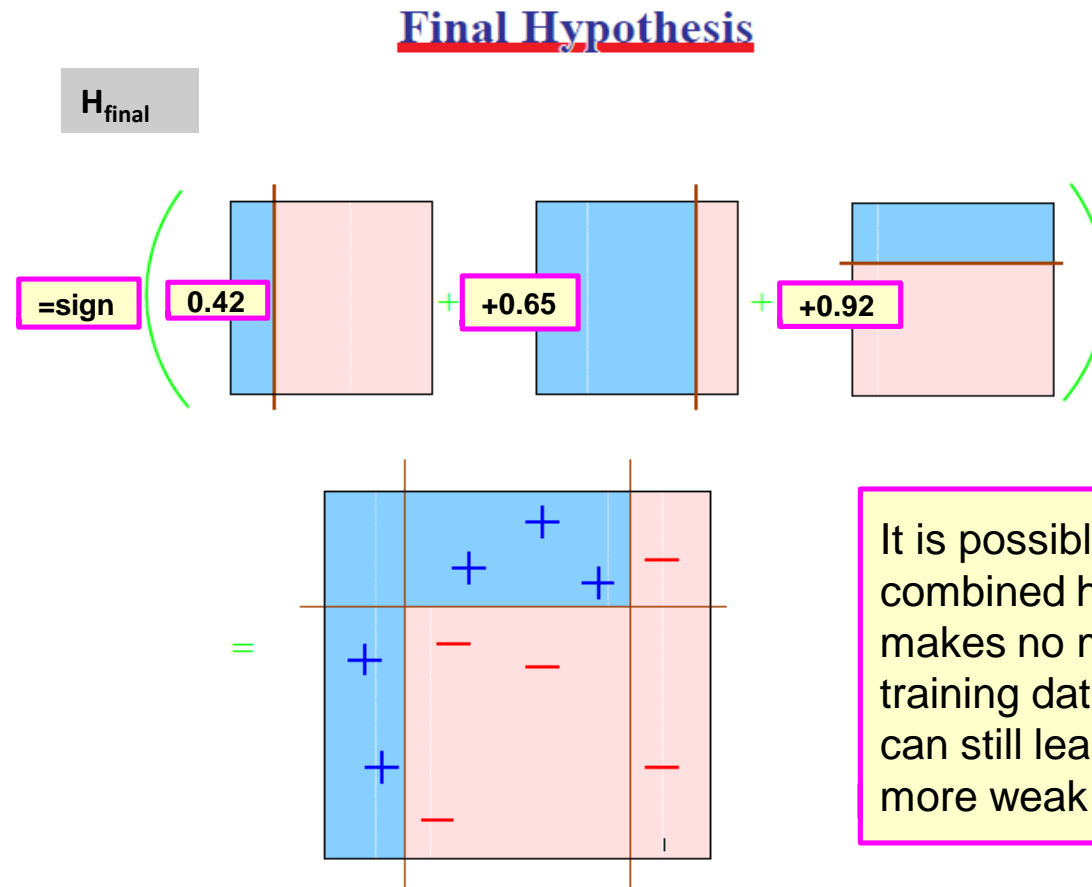 Final Hypothesis
H_final
=sign ( 0.42 + +0.65 + +0.92 )
=
It is possibl
combined h
makes no m
training dat
can still lea
more weak